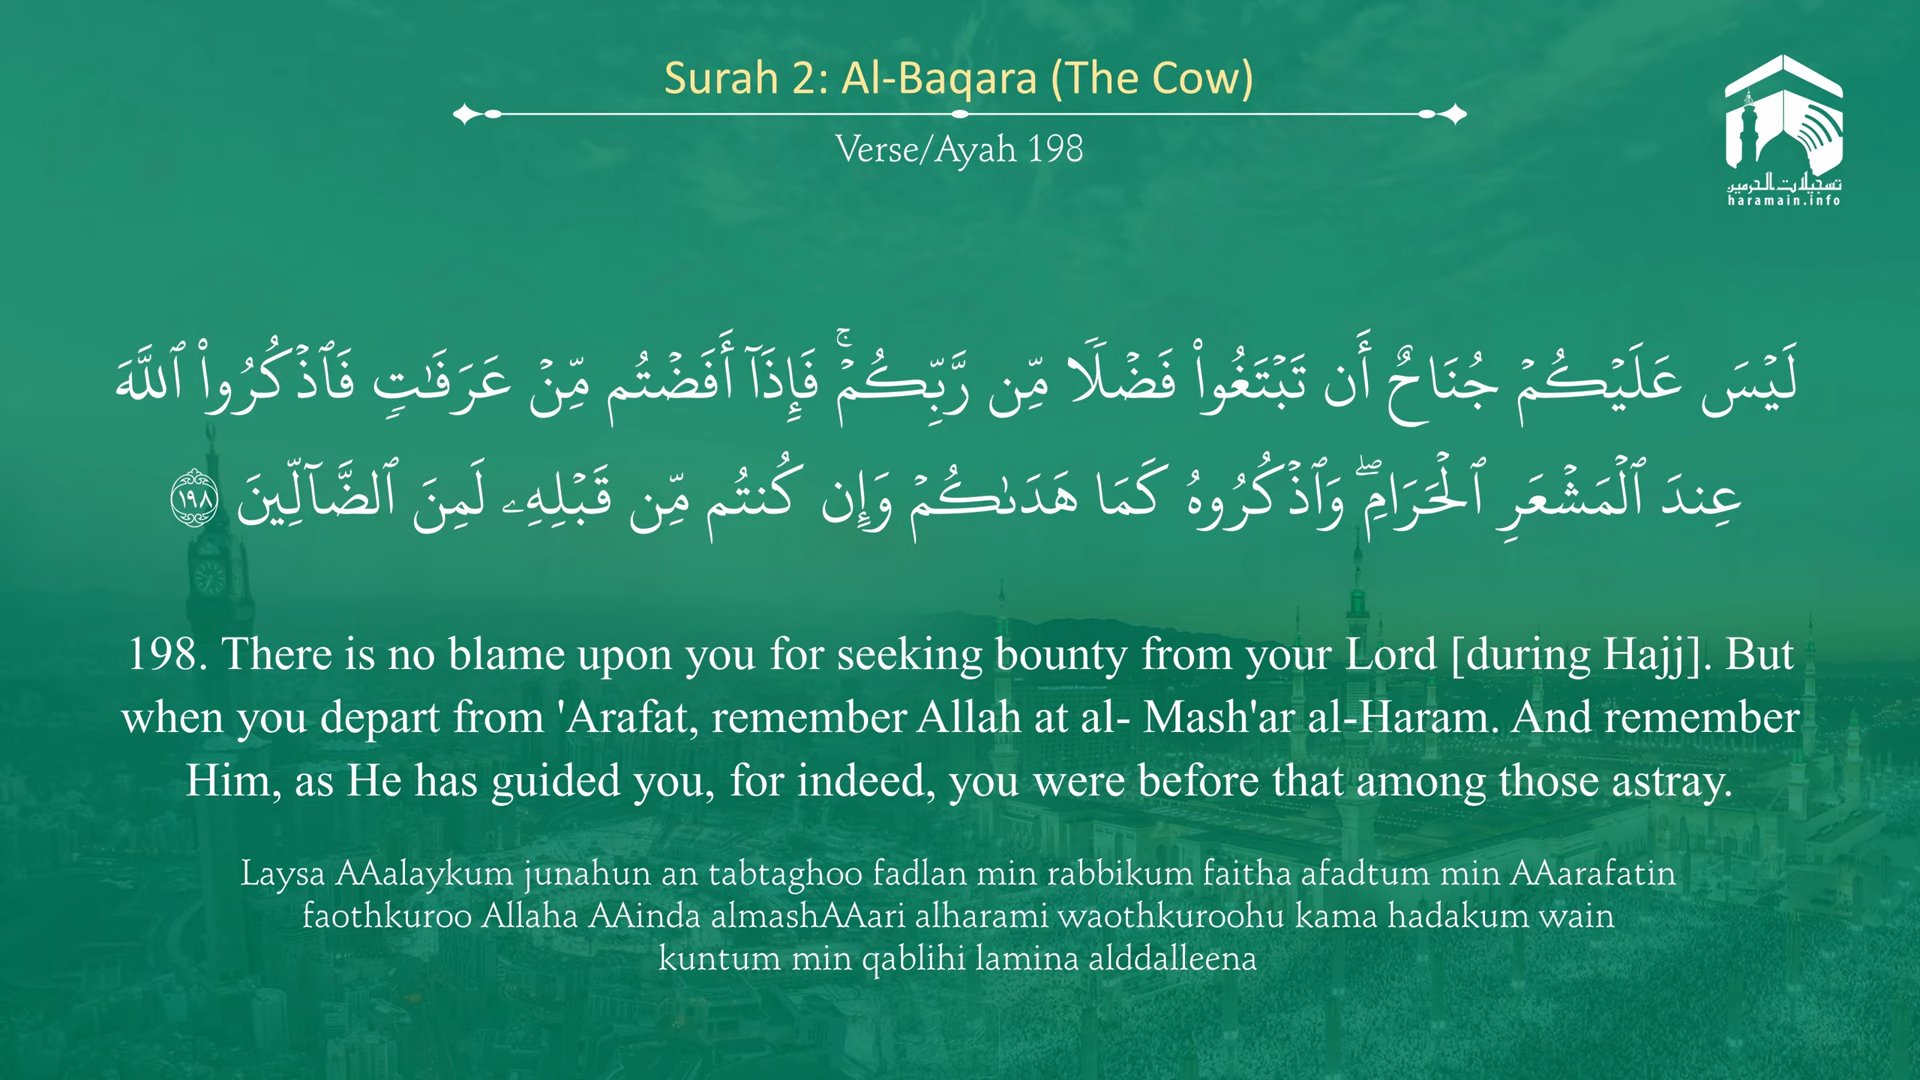 Surah 2: Al-Baqara (The Cow)
Verse/Ayah 198
تسجيلات الحرمين
haramain.info
لَيْسَ عَلَيْكُمْ جُنَاحٌ أَن تَبْتَغُوا۟ فَضْلًا مِّن رَّبِّكُمْ ۚ فَإِذَآ أَفَضْتُم مِّنْ عَرَفَـٰتٍ فَٱذْكُرُوا۟ ٱللَّهَ
عِندَ ٱلْمَشْعَرِ ٱلْحَرَامِ ۖ وَٱذْكُرُوهُ كَمَا هَدَىٰكُمْ وَإِن كُنتُم مِّن قَبْلِهِۦ لَمِنَ ٱلضَّآلِّينَ ١٩٨
198. There is no blame upon you for seeking bounty from your Lord [during Hajj]. But
when you depart from 'Arafat, remember Allah at al- Mash'ar al-Haram. And remember
Him, as He has guided you, for indeed, you were before that among those astray.
Laysa AAalaykum junahun an tabtaghoo fadlan min rabbikum faitha afadtum min AAarafatin
faothkuroo Allaha AAinda almashAAari alharami waothkuroohu kama hadakum wain
kuntum min qablihi lamina alddalleena